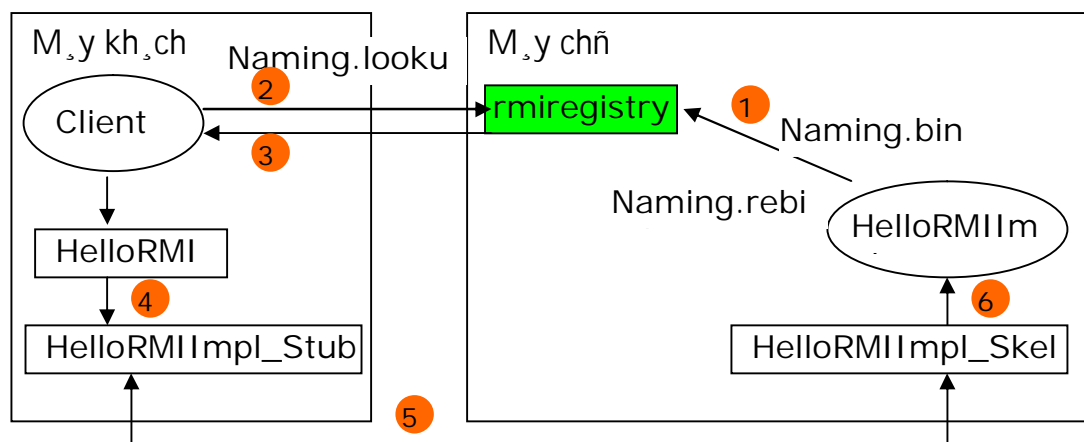 M¸y kh¸ch
M¸y chñ
Naming.looku
2
rmiregistry
1
Client
3
Naming.bin
Naming.rebi
HelloRMIIm
HelloRMI
4
6
HelloRMIImpl_Stub
HelloRMIImpl_Skel
5